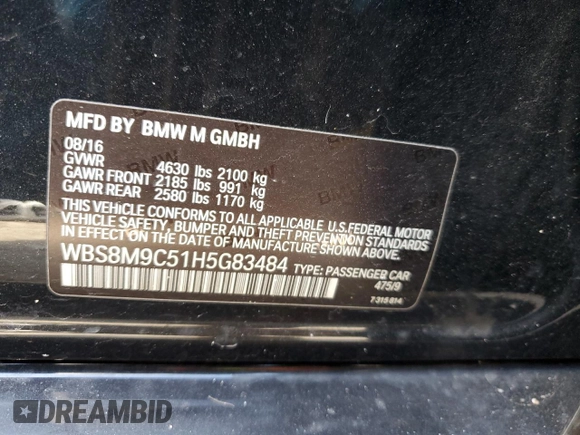 MFD BY BMW M GMBH
08/16
GVWR 4630 lbs 2100 kg
GAWR FRONT 2185 lbs 991 kg
GAWR REAR 2580 lbs 1170 kg
THIS VEHICLE CONFORMS TO ALL APPLICABLE U.S.FEDERAL MOTOR
VEHICLE SAFETY, BUMPER AND THEFT PREVENTION STANDARDS
IN EFFECT ON THE DATE OF MANUFACTURE SHOWN ABOVE.
WBS8M9C51H5G83484 TYPE: PASSENGER CAR
475/9
7 315 814
DREAMBID